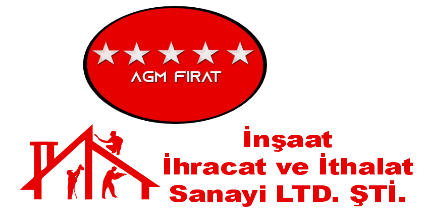 AGM FIRAT
İnşaat
İhracat ve İthalat
Sanayi LTD. ŞTİ.